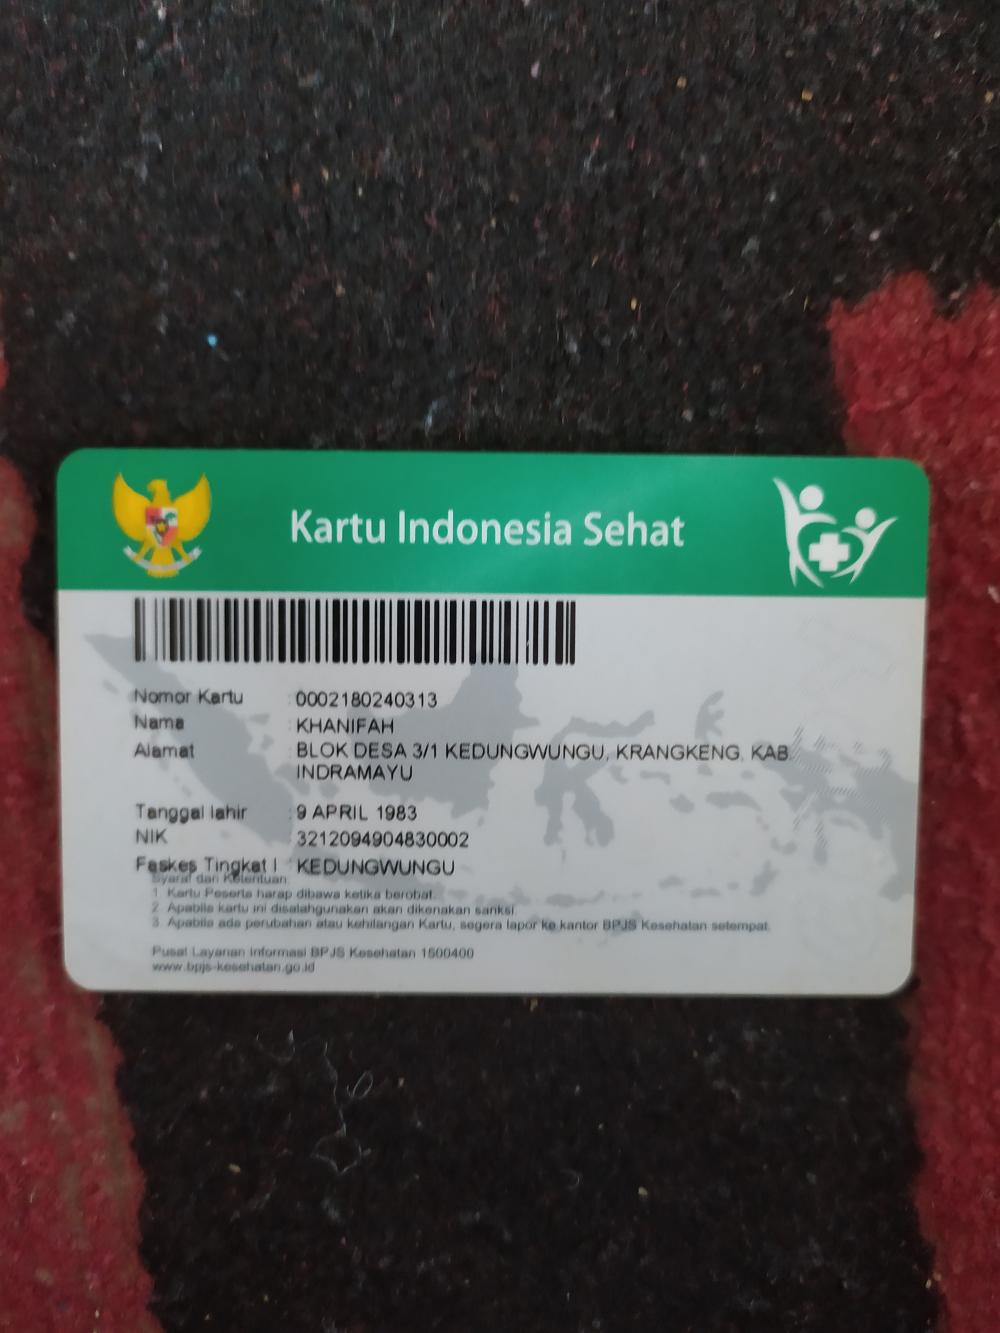 Kartu Indonesia Sehat
Nomor Kartu : 0002180240313
Nama : KHANIFAH
Alamat : BLOK DESA 3/1 KEDUNGWUNGU, KRANGKENG, KAB.
INDRAMAYU
Tanggal lahir : 9 APRIL 1983
NIK : 3212094904830002
Faskes Tingkat I : KEDUNGWUNGU
Syarat dan Ketentuan:
1. Kartu Peserta harap dibawa ketika berobat.
2. Apabila kartu ini disalahgunakan akan dikenakan sanksi.
3. Apabila ada perubahan atau kehilangan Kartu, segera lapor ke kantor BPJS Kesehatan setempat.
Pusat Layanan Informasi BPJS Kesehatan 1500400
www.bpjs-kesehatan.go.id